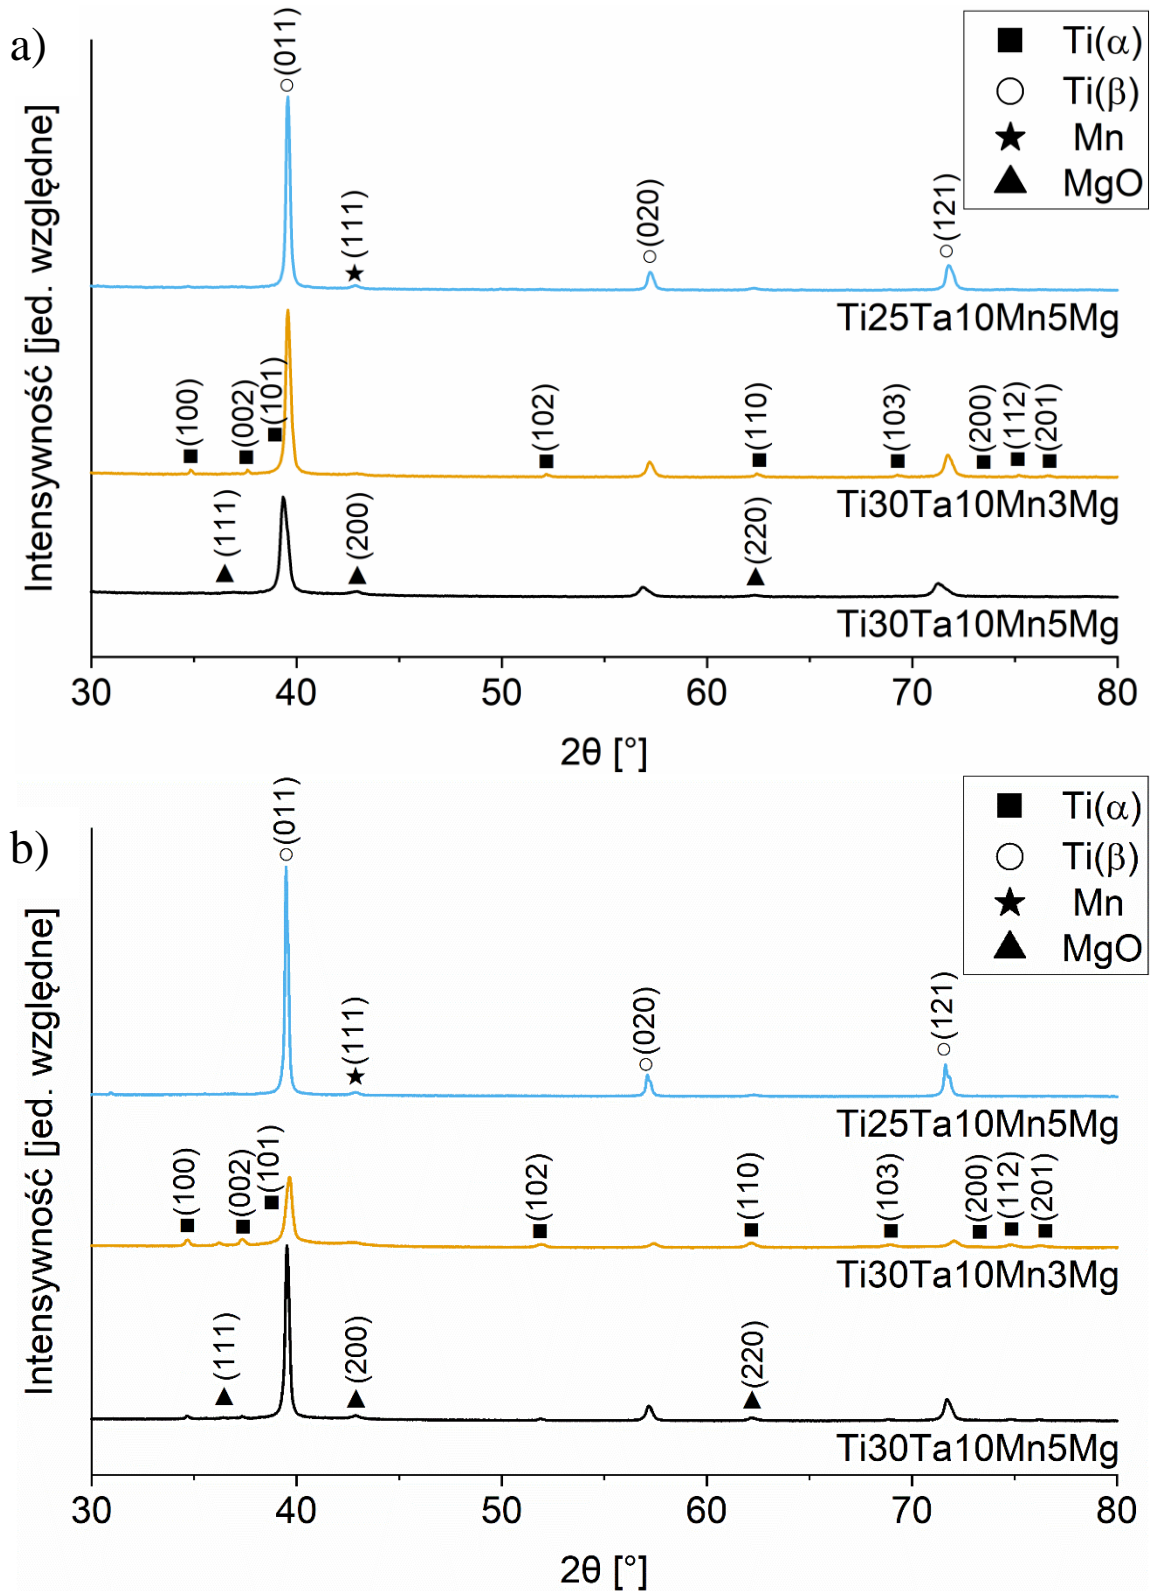 a)
Intensywność [jed. względne]
■ Ti(α)
○ Ti(β)
★ Mn
▲ MgO
○(011)
★(111)
○(020)
○(121)
Ti25Ta10Mn5Mg
■(100)
■(002)
■(101)
■(102)
■(110)
■(103)
■(200)
■(112)
■(201)
Ti30Ta10Mn3Mg
▲(111)
▲(200)
▲(220)
Ti30Ta10Mn5Mg
30 40 50 60 70 80
2θ [°]
b)
Intensywność [jed. względne]
■ Ti(α)
○ Ti(β)
★ Mn
▲ MgO
○(011)
★(111)
○(020)
○(121)
Ti25Ta10Mn5Mg
■(100)
■(002)
■(101)
■(102)
■(110)
■(103)
■(200)
■(112)
■(201)
Ti30Ta10Mn3Mg
▲(111)
▲(200)
▲(220)
Ti30Ta10Mn5Mg
30 40 50 60 70 80
2θ [°]